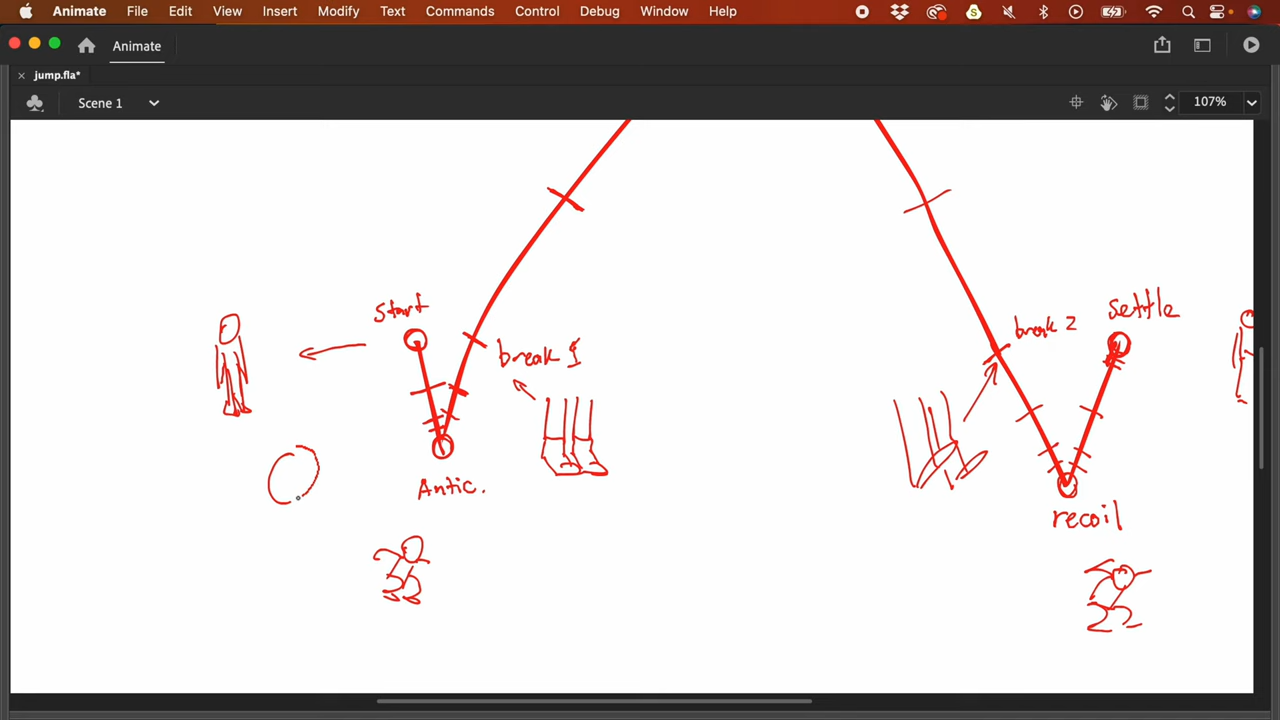 Animate File Edit View Insert Modify Text Commands Control Debug Window Help
Animate
jump.fla*
Scene 1
107%
start
break 1
Antic.
settle
break 2
recoil